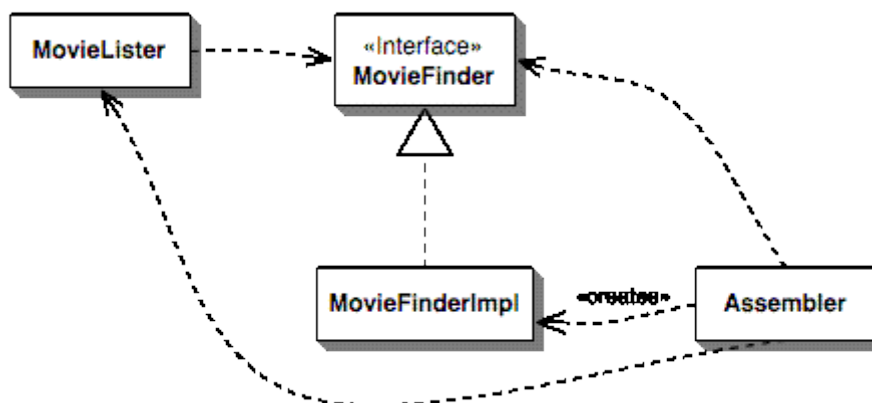 MovieLister
«Interface»
MovieFinder
MovieFinderImpl
«creates»
Assembler